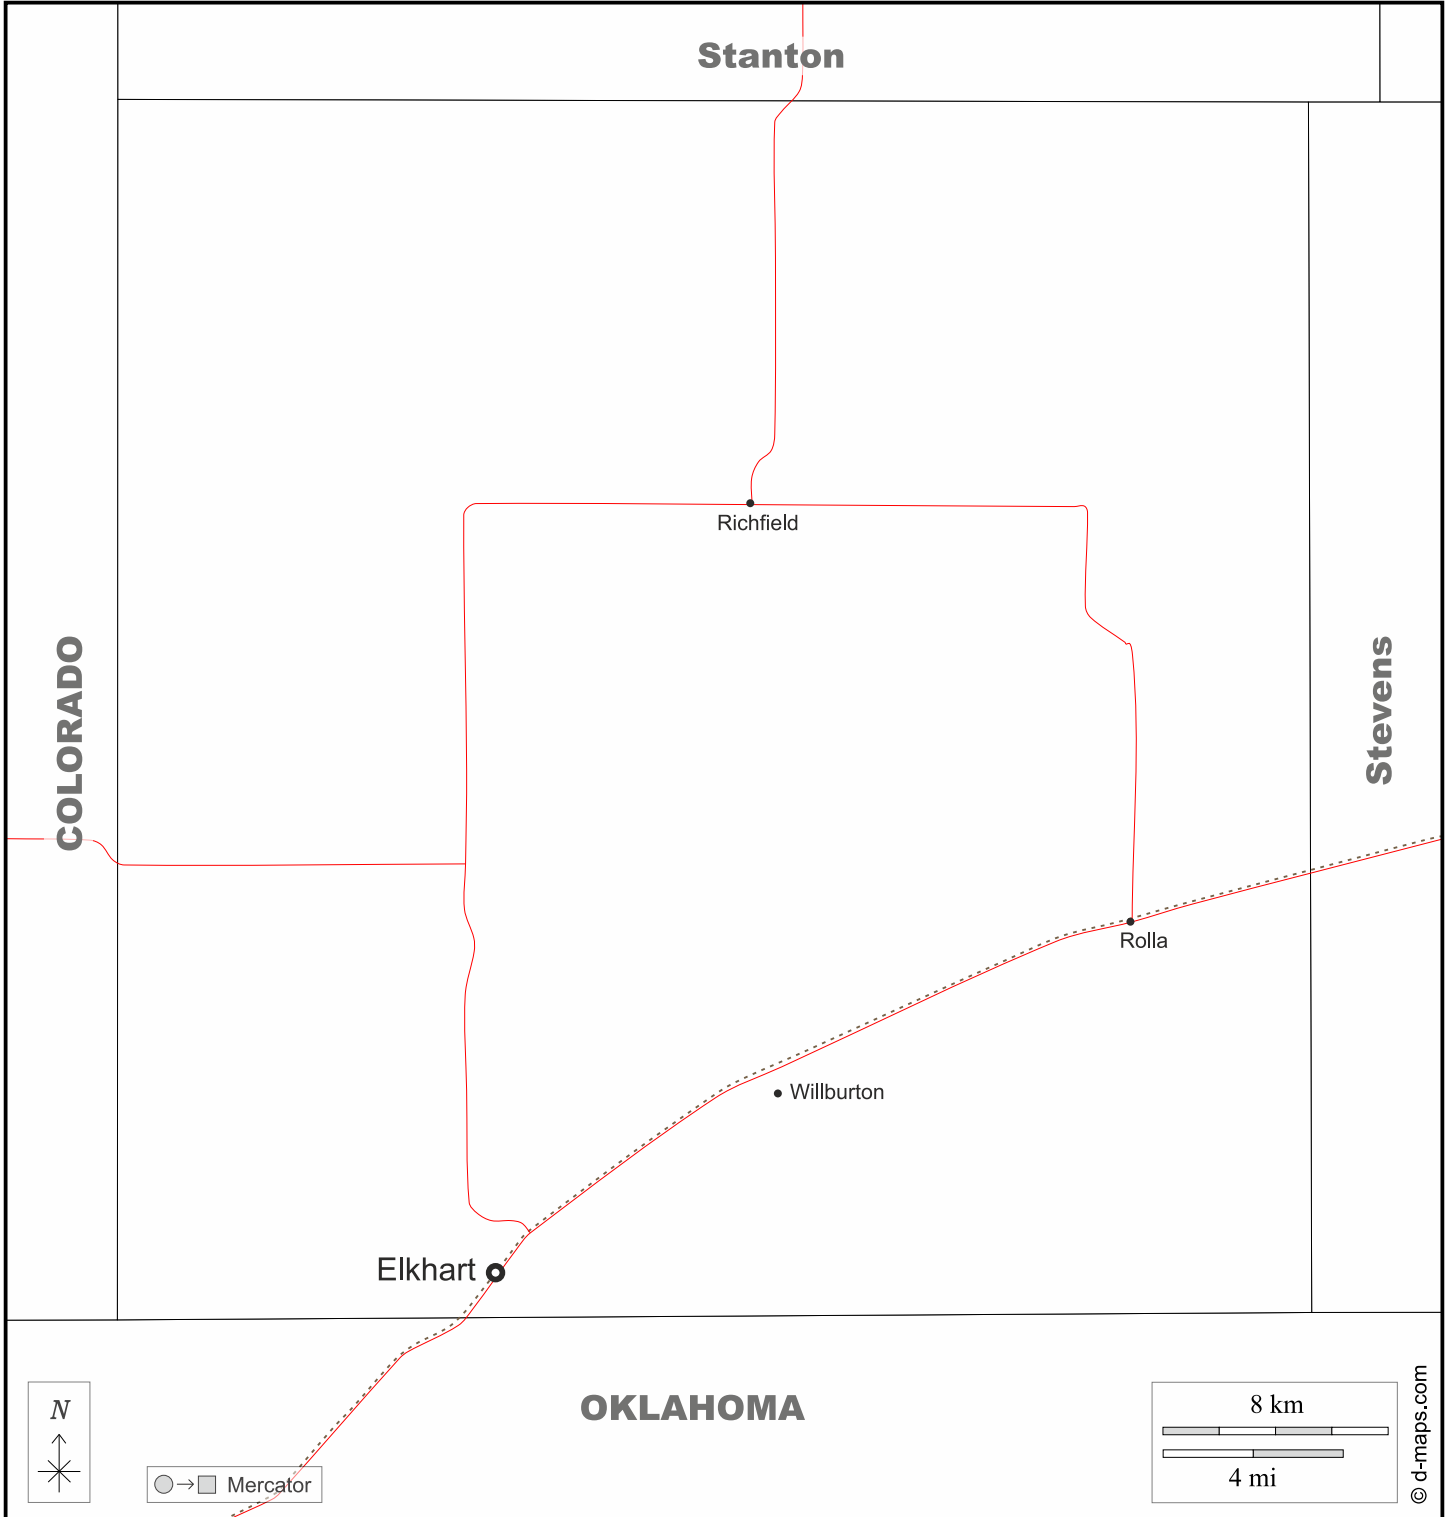 Stanton
Richfield
COLORADO
Stevens
Rolla
Willburton
Elkhart
OKLAHOMA
N
Mercator
8 km
4 mi
© d-maps.com